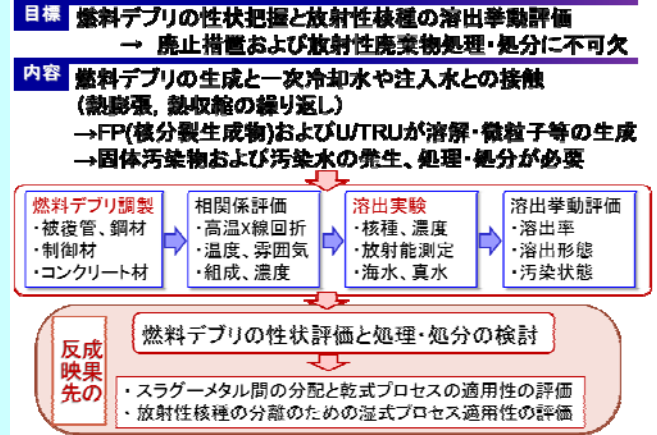 目標 燃料デブリの性状把握と放射性核種の溶出挙動評価
→ 廃止措置および放射性廃棄物処理・処分に不可欠
内容 燃料デブリの生成と一次冷却水や注入水との接触
(熱膨張, 熱収縮の繰り返し)
→FP(核分裂生成物)およびU/TRUが溶解・微粒子等の生成
→固体汚染物および汚染水の発生、処理・処分が必要
燃料デブリ調製
・被覆管、鋼材
・制御材
・コンクリート材
相関係評価
・高温X線回折
・温度、雰囲気
・組成、濃度
溶出実験
・核種、濃度
・放射能測定
・海水、真水
溶出挙動評価
・溶出率
・溶出形態
・汚染状態
成果の反映先
燃料デブリの性状評価と処理・処分の検討
・スラグーメタル間の分配と乾式プロセスの適用性の評価
・放射性核種の分離のための湿式プロセス適用性の評価